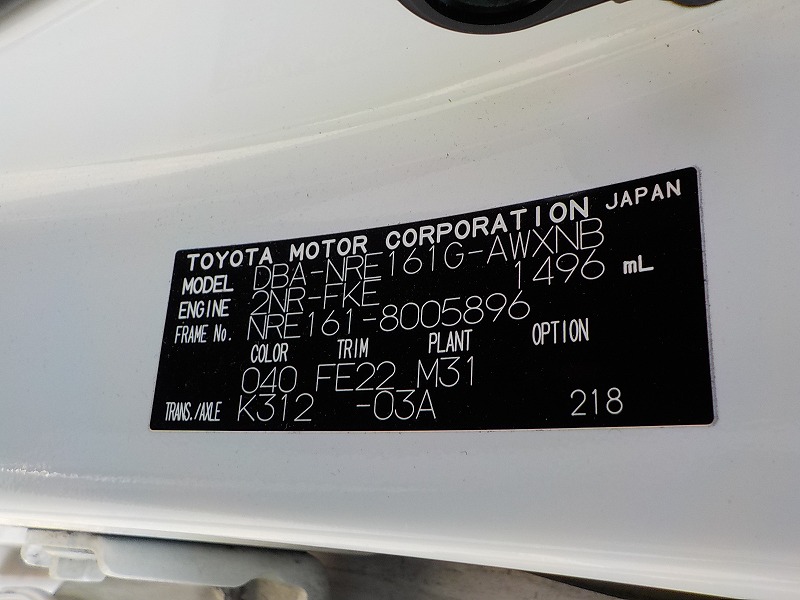 TOYOTA MOTOR CORPORATION JAPAN
MODEL DBA-NRE161G-AWXNB
ENGINE 2NR-FKE 1496 mL
FRAME No. NRE161-8005896
COLOR TRIM PLANT OPTION
040 FE22 M31
TRANS./AXLE K312 -03A 218